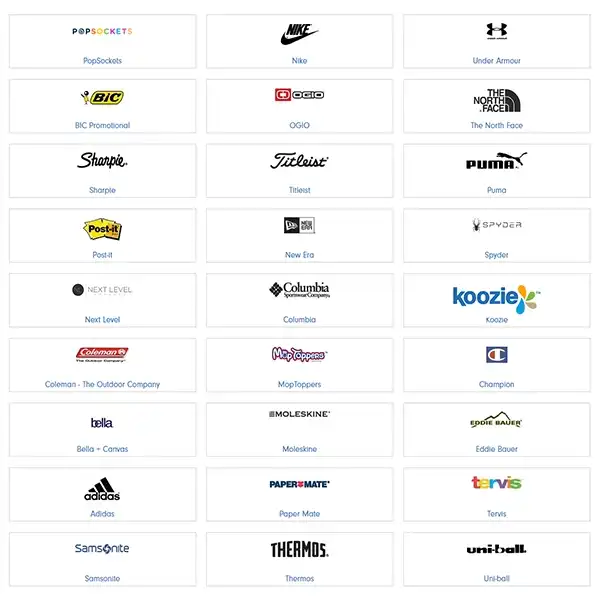 POPSOCKETS
PopSockets
NIKE
Nike
UNDER ARMOUR
Under Armour
BIC
BIC Promotional
OGIO
OGIO
THE
NORTH
FACE
The North Face
Sharpie
Sharpie
Titleist
Titleist
PUMA
Puma
Post-it
Post-it
NEW
ERA
New Era
SPYDER
Spyder
NEXT LEVEL
Next Level
Columbia
Sportswear Company
Columbia
koozie™
Koozie
Coleman
The Outdoor Company
Coleman - The Outdoor Company
MopToppers
MopToppers
Champion
bella
Bella + Canvas
MOLESKINE
Moleskine
EDDIE BAUER
Eddie Bauer
adidas
Adidas
PAPER MATE
Paper Mate
tervis
Tervis
Samsonite
Samsonite
THERMOS
Thermos
uni-ball
Uni-ball